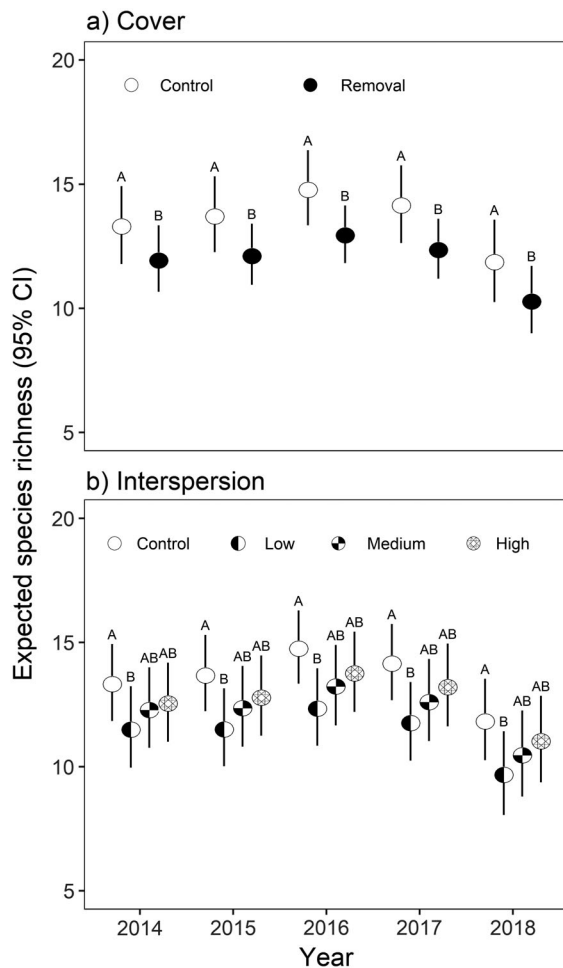 a) Cover
20
Control Removal
A A A A A
B B B B B
15
10
5
b) Interspersion
20
Control Low Medium High
A A A A A
B B B B B
AB AB AB AB AB
AB AB AB AB AB
15
10
5
2014 2015 2016 2017 2018
Year
Expected species richness (95% CI)